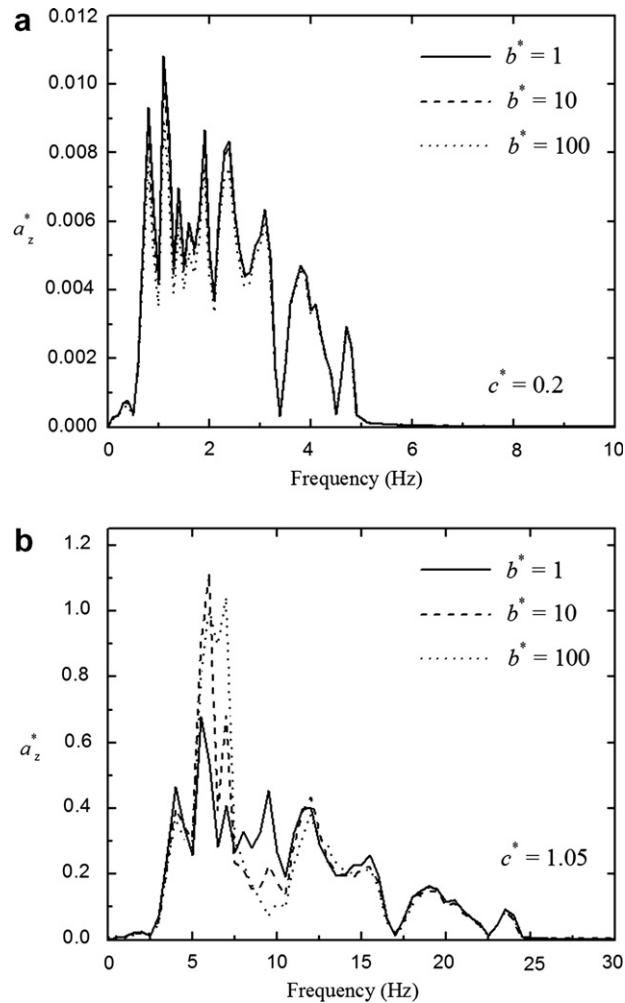 a
0.012
0.010
0.008
0.006
0.004
0.002
0.000
a*z
b* = 1
b* = 10
b* = 100
c* = 0.2
0 2 4 6 8 10
Frequency (Hz)
b
1.2
1.0
0.8
0.6
0.4
0.2
0.0
a*z
b* = 1
b* = 10
b* = 100
c* = 1.05
0 5 10 15 20 25 30
Frequency (Hz)